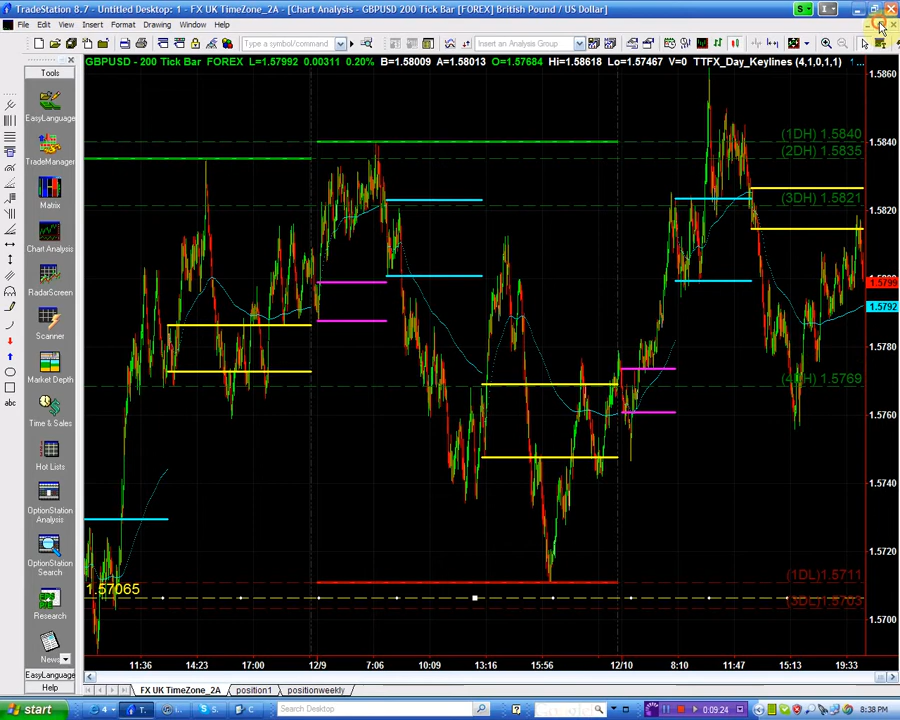 TradeStation 8.7 - Untitled Desktop: 1 - FX UK TimeZone_2A - [Chart Analysis - GBPUSD 200 Tick Bar [FOREX] British Pound / US Dollar]
File Edit View Insert Format Drawing Window Help
Type a symbol/command
Insert an Analysis Group
GBPUSD - 200 Tick Bar FOREX L=1.57992 0.00311 0.20% B=1.58009 A=1.58013 O=1.57684 Hi=1.58618 Lo=1.57467 V=0 TTFX_Day_Keylines (4,1,0,1,1) ...
Tools
EasyLanguage
TradeManager
Matrix
Chart Analysis
RadarScreen
Scanner
Market Depth
Time & Sales
Hot Lists
OptionStation
Analysis
OptionStation
Search
Research
News
EasyLanguage
Help
abc
1.5860
(1DH) 1.5840
1.5840
(2DH) 1.5835
(3DH) 1.5821
1.5820
1.5799
1.5792
1.5780
1.5769
1.5760
1.5740
1.5720
(1DL) 1.5711
1.57065
(3DL) 1.5703
1.5700
11:36 14:23 17:00 12/9 7:06 10:09 13:16 15:56 12/10 8:10 11:47 15:13 19:33
FX UK TimeZone_2A position1 positionweekly
start 4 T. S. C Search Desktop 0:09:24 8:38 PM